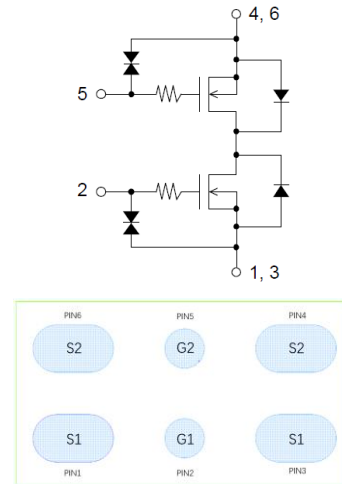 4, 6
5
2
1, 3
PIN6 PIN5 PIN4
S2 G2 S2
S1 G1 S1
PIN1 PIN2 PIN3